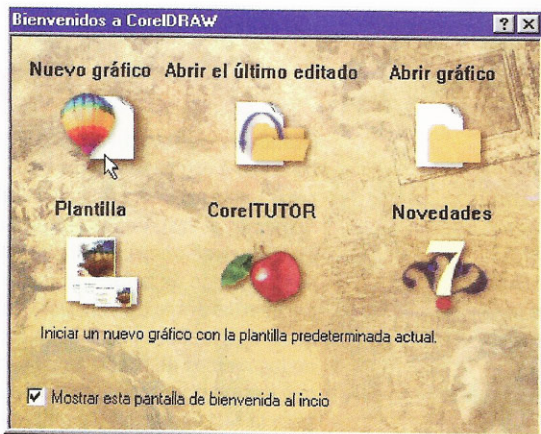 Bienvenidos a CorelDRAW
Nuevo gráfico Abrir el último editado Abrir gráfico
Plantilla CorelTUTOR Novedades
7
Iniciar un nuevo gráfico con la plantilla predeterminada actual.
Mostrar esta pantalla de bienvenida al incio